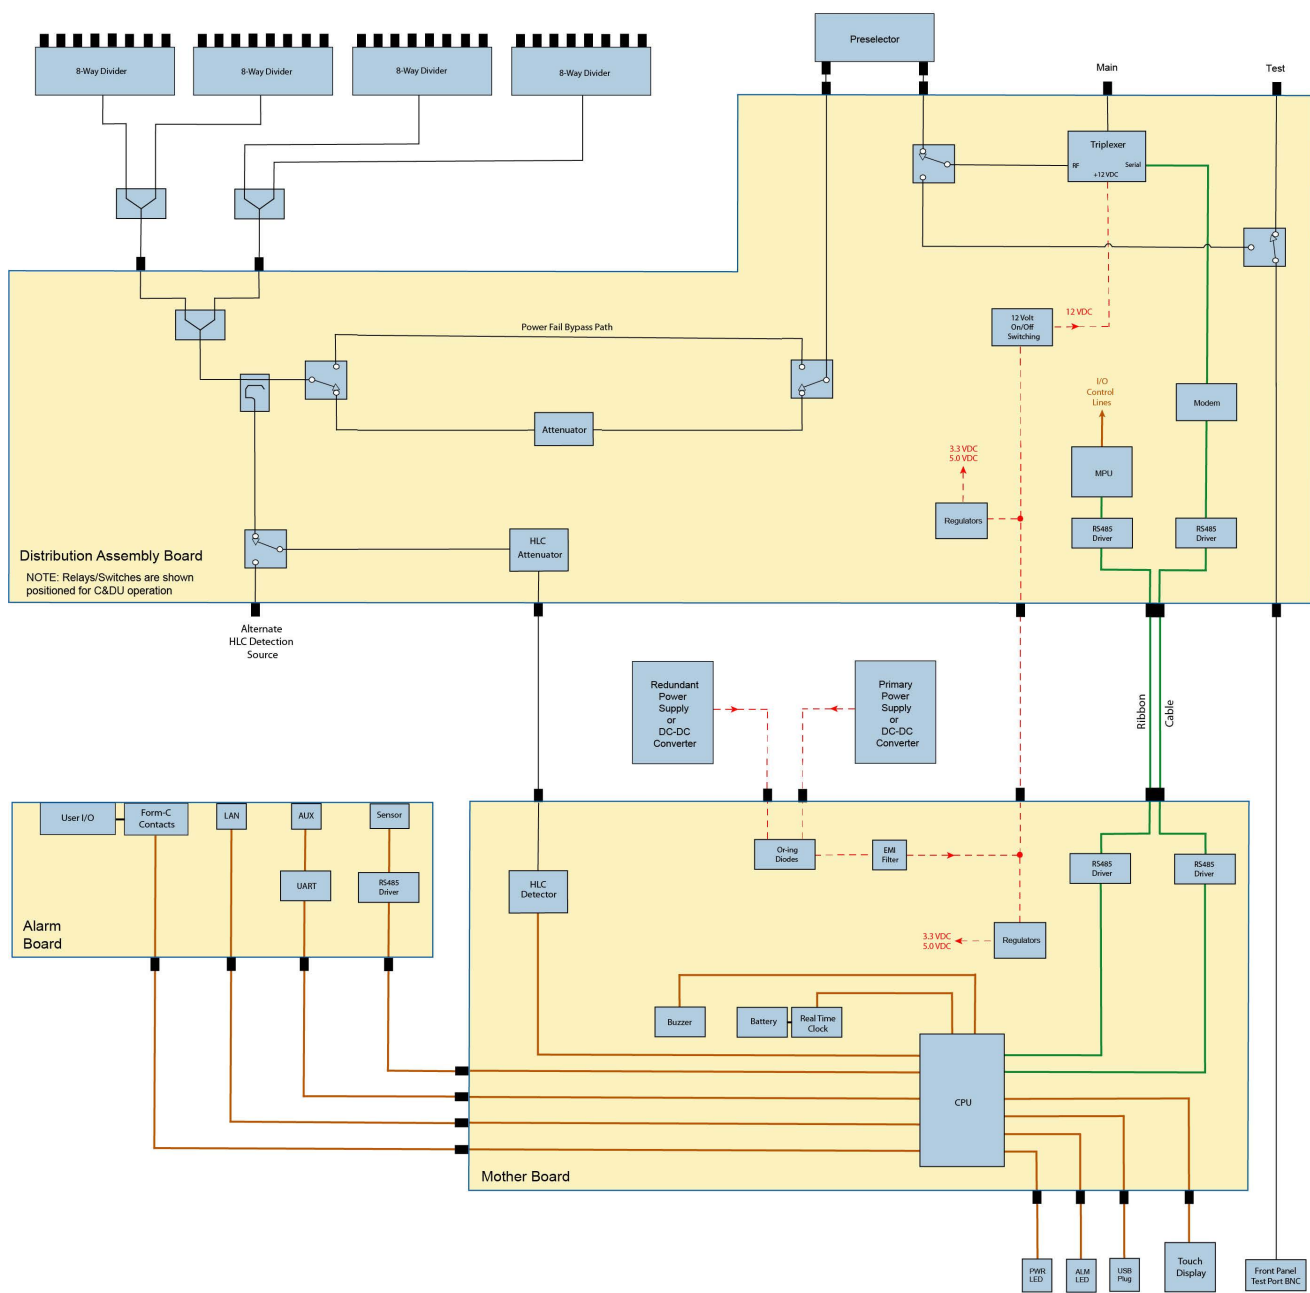 Preselector
8-Way Divider
8-Way Divider
8-Way Divider
8-Way Divider
Main
Test
Triplexer
RF
Serial
+12 VDC
12 Volt
On/Off
Switching
12 VDC
Power Fail Bypass Path
Attenuator
I/O
Control
Lines
Modem
3.3 VDC
5.0 VDC
MPU
Regulators
RS485
Driver
RS485
Driver
HLC
Attenuator
Distribution Assembly Board
NOTE: Relays/Switches are shown
positioned for C&DU operation
Alternate
HLC Detection
Source
Redundant
Power
Supply
or
DC-DC
Converter
Primary
Power
Supply
or
DC-DC
Converter
Ribbon
Cable
User I/O
Form-C
Contacts
LAN
AUX
Sensor
UART
RS485
Driver
Alarm
Board
Or-ing
Diodes
EMI
Filter
RS485
Driver
RS485
Driver
HLC
Detector
3.3 VDC
5.0 VDC
Regulators
Buzzer
Battery
Real Time
Clock
CPU
Mother Board
PWR
LED
ALM
LED
USB
Plug
Touch
Display
Front Panel
Test Port BNC